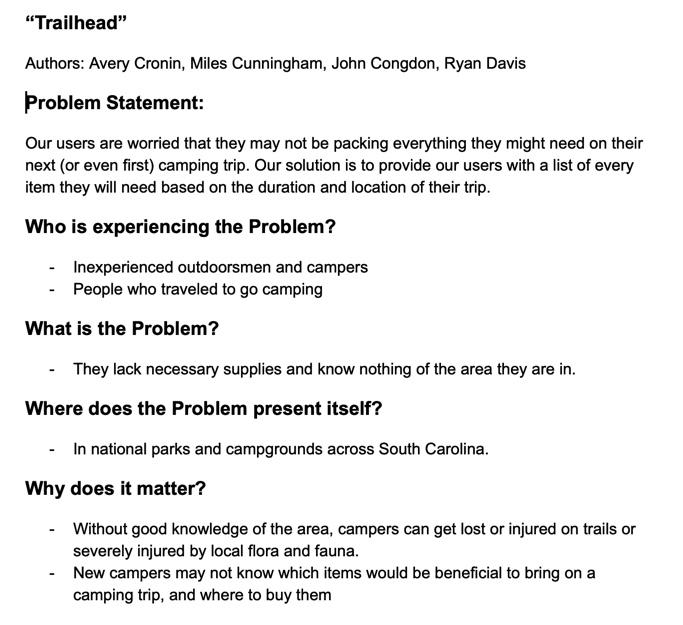 “Trailhead”
Authors: Avery Cronin, Miles Cunningham, John Congdon, Ryan Davis
Problem Statement:
Our users are worried that they may not be packing everything they might need on their
next (or even first) camping trip. Our solution is to provide our users with a list of every
item they will need based on the duration and location of their trip.
Who is experiencing the Problem?
- Inexperienced outdoorsmen and campers
- People who traveled to go camping
What is the Problem?
- They lack necessary supplies and know nothing of the area they are in.
Where does the Problem present itself?
- In national parks and campgrounds across South Carolina.
Why does it matter?
- Without good knowledge of the area, campers can get lost or injured on trails or
severely injured by local flora and fauna.
- New campers may not know which items would be beneficial to bring on a
camping trip, and where to buy them